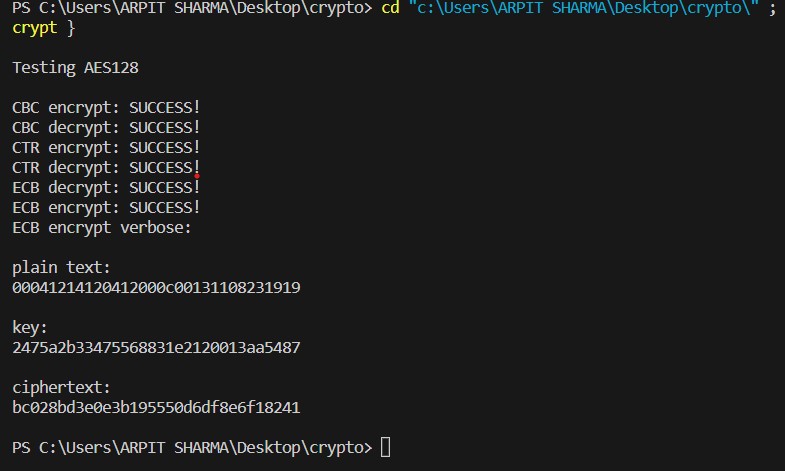 PS C:\Users\ARPIT SHARMA\Desktop\crypto> cd "c:\Users\ARPIT SHARMA\Desktop\crypto\" ;
crypt }
Testing AES128
CBC encrypt: SUCCESS!
CBC decrypt: SUCCESS!
CTR encrypt: SUCCESS!
CTR decrypt: SUCCESS!
ECB decrypt: SUCCESS!
ECB encrypt: SUCCESS!
ECB encrypt verbose:
plain text:
00041214120412000c00131108231919
key:
2475a2b33475568831e2120013aa5487
ciphertext:
bc028bd3e0e3b195550d6df8e6f18241
PS C:\Users\ARPIT SHARMA\Desktop\crypto>